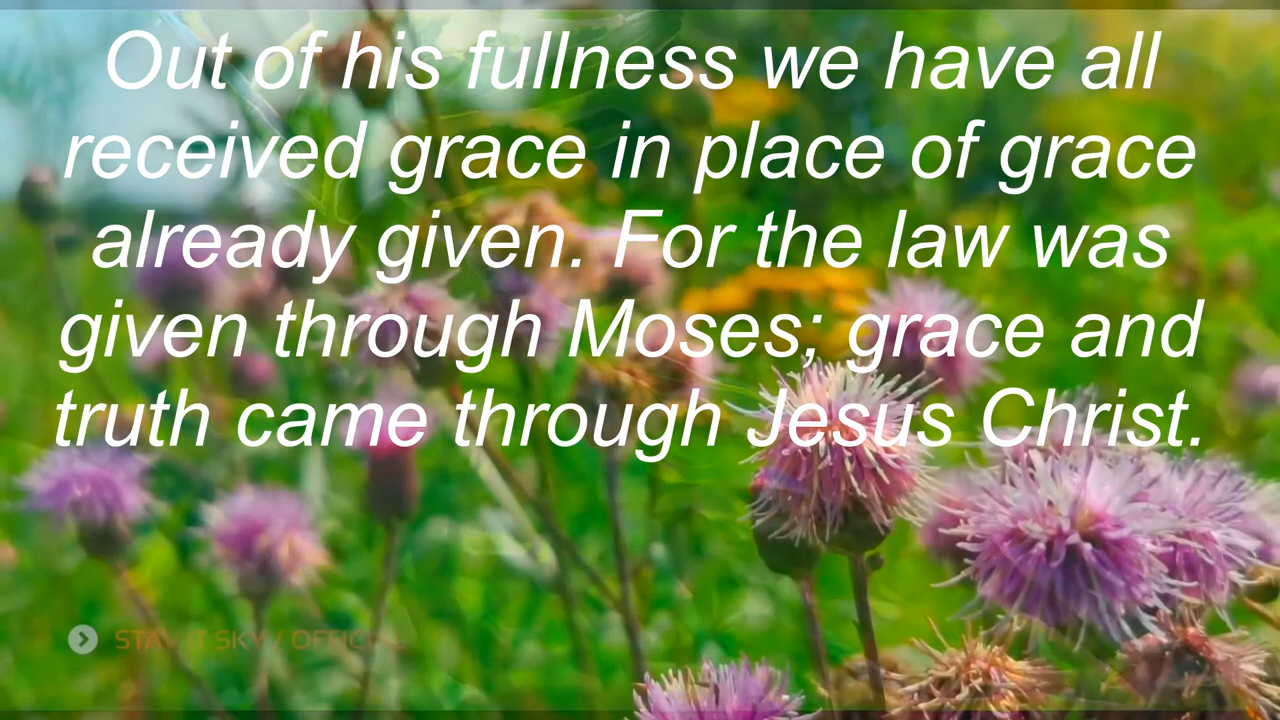 Out of his fullness we have all
received grace in place of grace
already given. For the law was
given through Moses; grace and
truth came through Jesus Christ.
SKY /